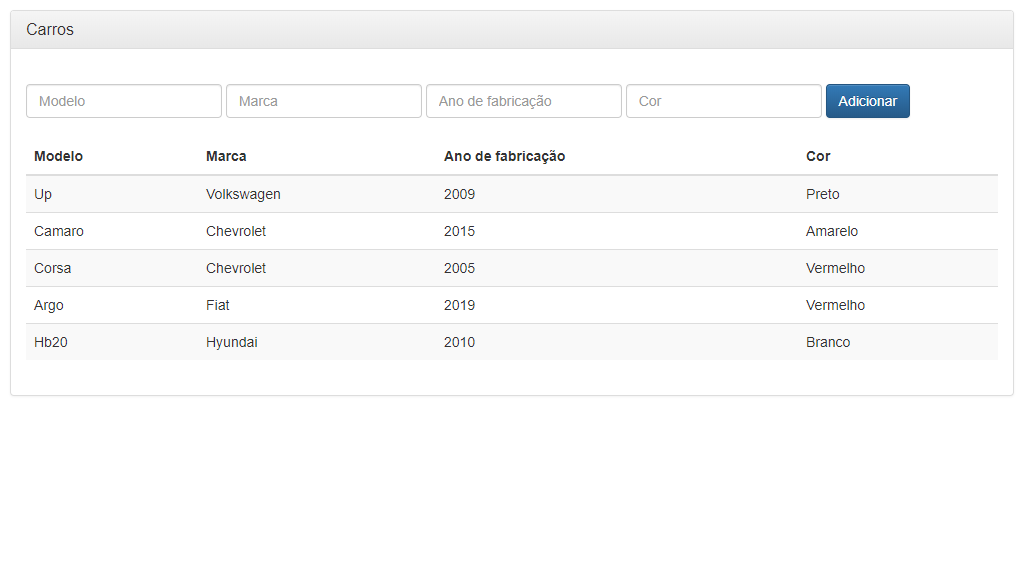 Carros
Modelo Marca Ano de fabricação Cor Adicionar
Modelo Marca Ano de fabricação Cor
Up Volkswagen 2009 Preto
Camaro Chevrolet 2015 Amarelo
Corsa Chevrolet 2005 Vermelho
Argo Fiat 2019 Vermelho
Hb20 Hyundai 2010 Branco